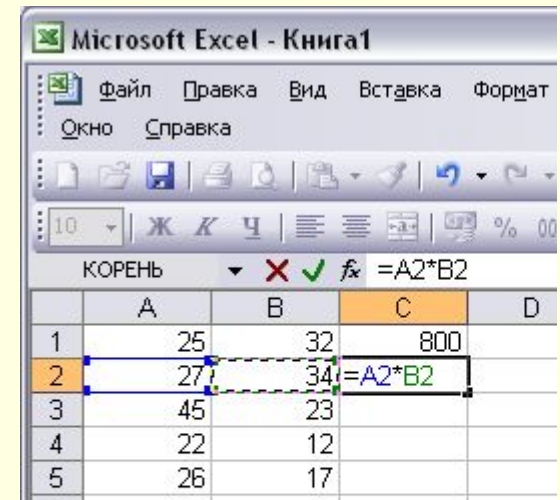 Microsoft Excel - Книга1
Файл Правка Вид Вставка Формат
Окно Справка
10 Ж К Ч % 00
КОРЕНЬ fx =A2*B2
A B C D
1 25 32 800
2 27 34 =A2*B2
3 45 23
4 22 12
5 26 17